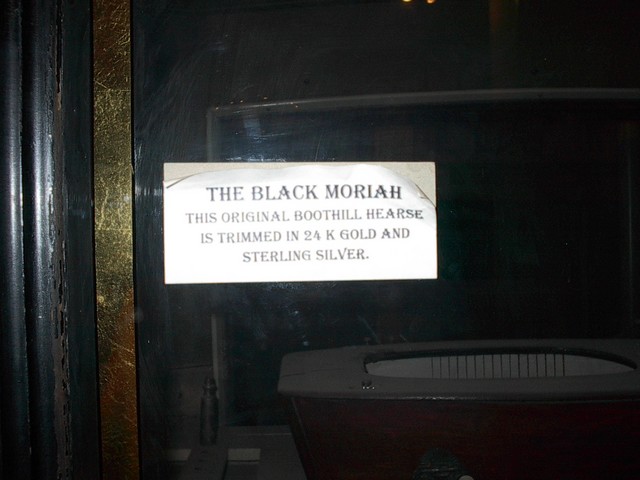 THE BLACK MORIAH
THIS ORIGINAL BOOTHILL HEARSE
IS TRIMMED IN 24 K GOLD AND
STERLING SILVER.